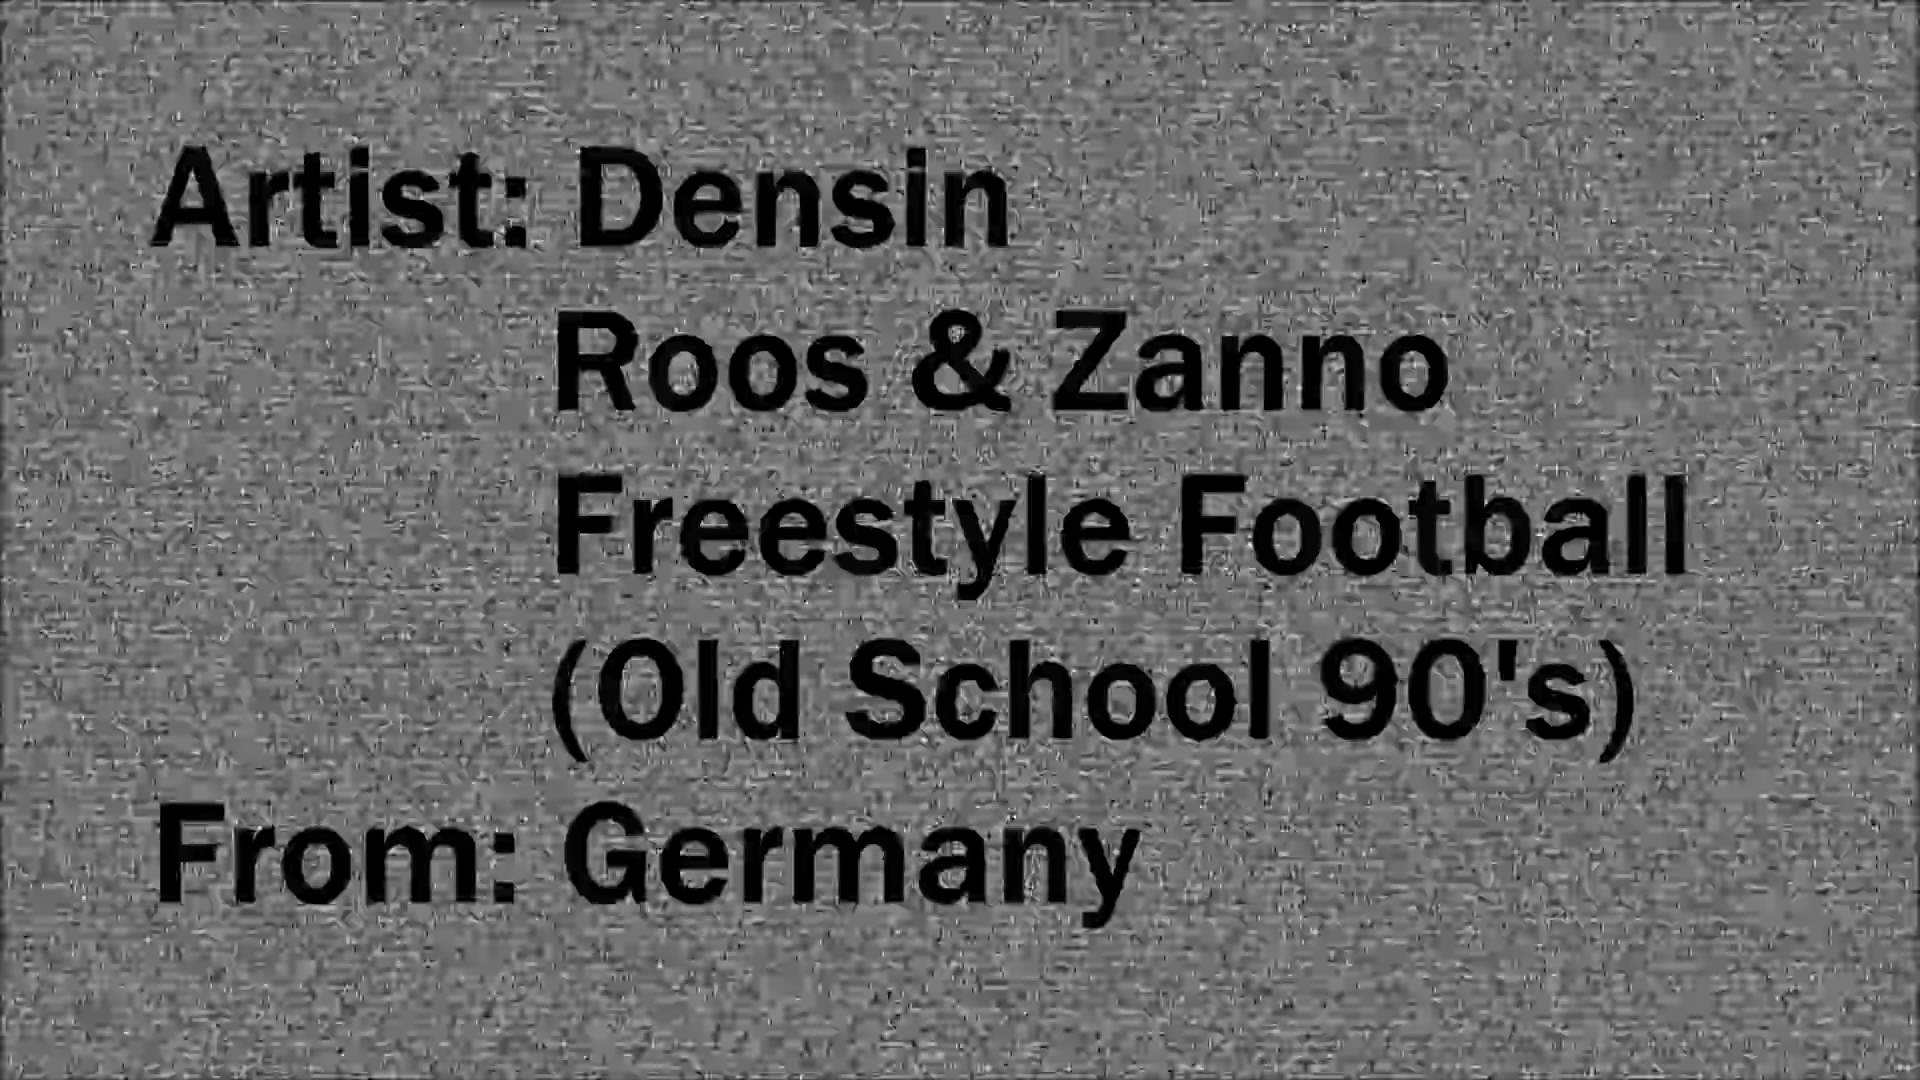 Artist: Densin
Roos & Zanno
Freestyle Football
(Old School 90's)
From: Germany